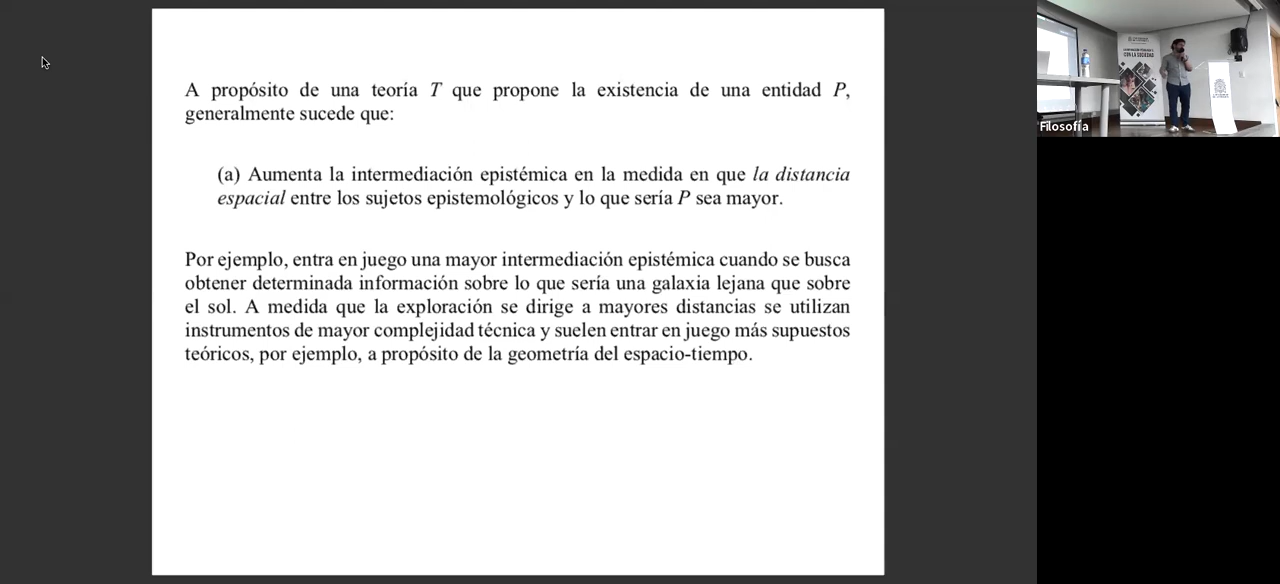 A propósito de una teoría T que propone la existencia de una entidad P,
generalmente sucede que:
(a) Aumenta la intermediación epistémica en la medida en que la distancia
espacial entre los sujetos epistemológicos y lo que sería P sea mayor.
Por ejemplo, entra en juego una mayor intermediación epistémica cuando se busca
obtener determinada información sobre lo que sería una galaxia lejana que sobre
el sol. A medida que la exploración se dirige a mayores distancias se utilizan
instrumentos de mayor complejidad técnica y suelen entrar en juego más supuestos
teóricos, por ejemplo, a propósito de la geometría del espacio-tiempo.
CON LA SOCIEDAD
Filosofía